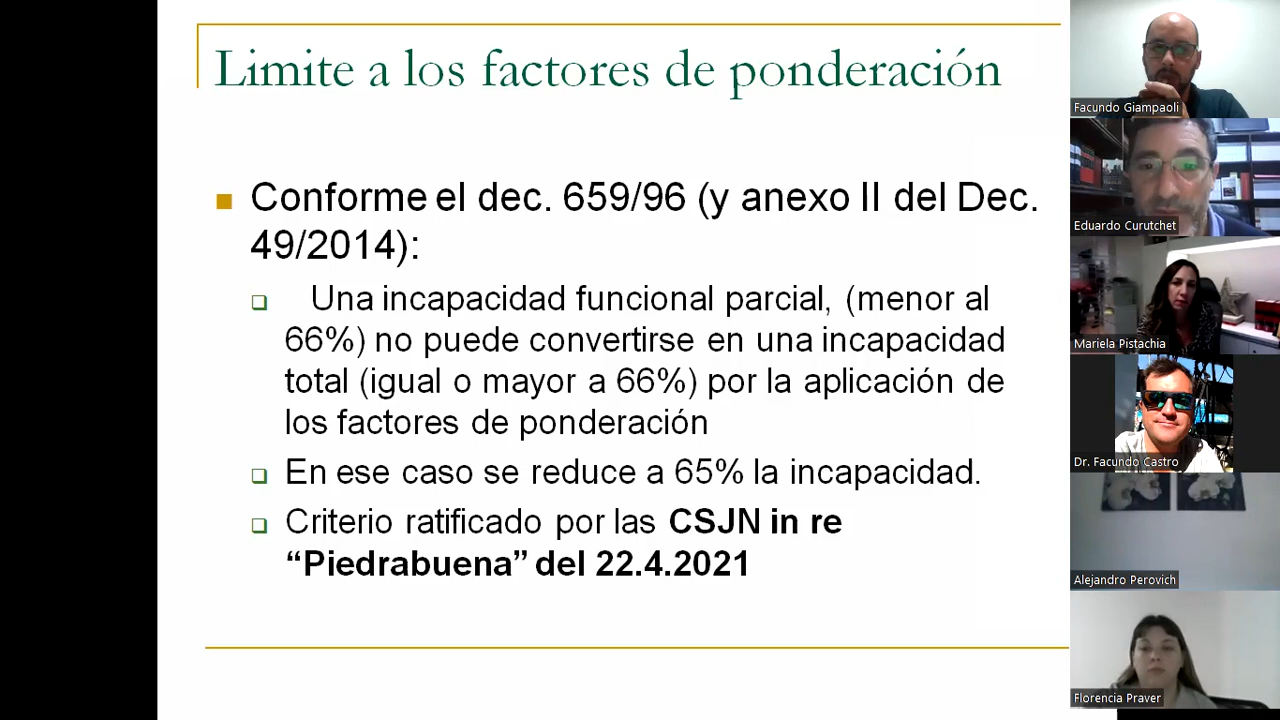 Limite a los factores de ponderación
Conforme el dec. 659/96 (y anexo II del Dec.
49/2014):
Una incapacidad funcional parcial, (menor al
66%) no puede convertirse en una incapacidad
total (igual o mayor a 66%) por la aplicación de
los factores de ponderación
En ese caso se reduce a 65% la incapacidad.
Criterio ratificado por las CSJN in re
“Piedrabuena” del 22.4.2021
Facundo Giampaoli
Eduardo Curutchet
Mariela Pistachia
Dr. Facundo Castro
Alejandro Perovich
Florencia Praver